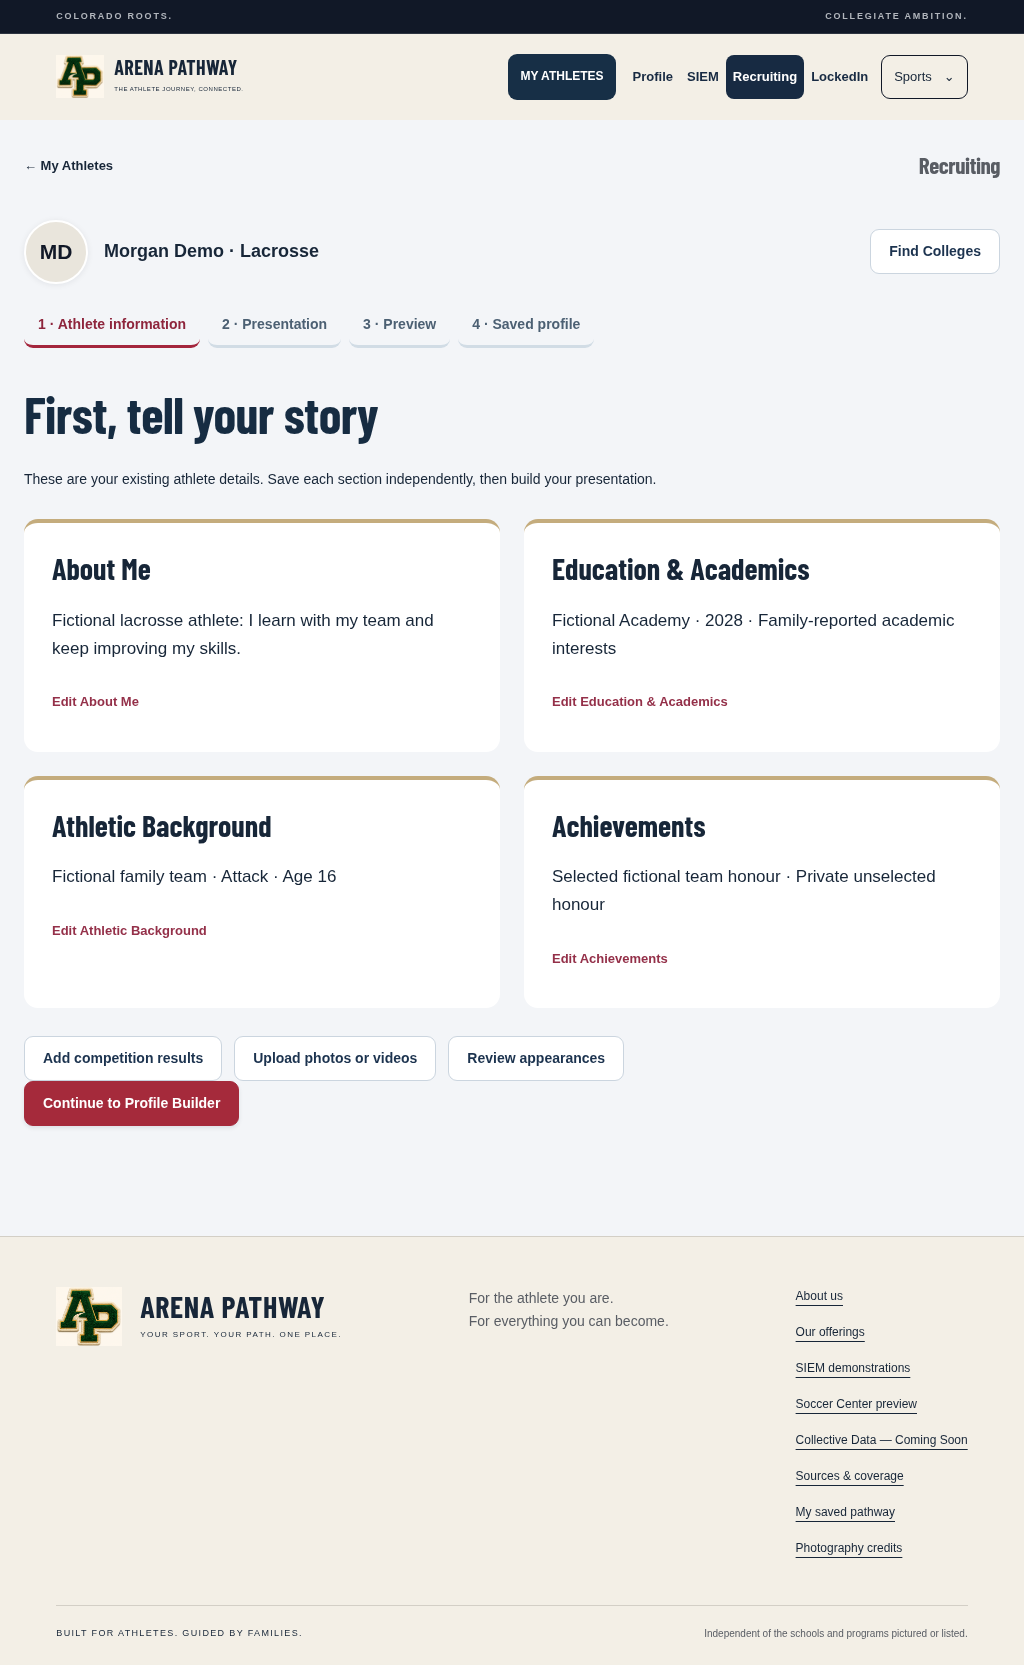 COLORADO ROOTS.
COLLEGIATE AMBITION.
AP
ARENA PATHWAY
THE ATHLETE JOURNEY, CONNECTED.
MY ATHLETES
Profile
SIEM
Recruiting
LockedIn
Sports
← My Athletes
Recruiting
MD
Morgan Demo · Lacrosse
Find Colleges
1 · Athlete information
2 · Presentation
3 · Preview
4 · Saved profile
First, tell your story
These are your existing athlete details. Save each section independently, then build your presentation.
About Me
Fictional lacrosse athlete: I learn with my team and
keep improving my skills.
Edit About Me
Education & Academics
Fictional Academy · 2028 · Family-reported academic
interests
Edit Education & Academics
Athletic Background
Fictional family team · Attack · Age 16
Edit Athletic Background
Achievements
Selected fictional team honour · Private unselected
honour
Edit Achievements
Add competition results
Upload photos or videos
Review appearances
Continue to Profile Builder
AP
ARENA PATHWAY
YOUR SPORT. YOUR PATH. ONE PLACE.
For the athlete you are.
For everything you can become.
About us
Our offerings
SIEM demonstrations
Soccer Center preview
Collective Data — Coming Soon
Sources & coverage
My saved pathway
Photography credits
BUILT FOR ATHLETES. GUIDED BY FAMILIES.
Independent of the schools and programs pictured or listed.